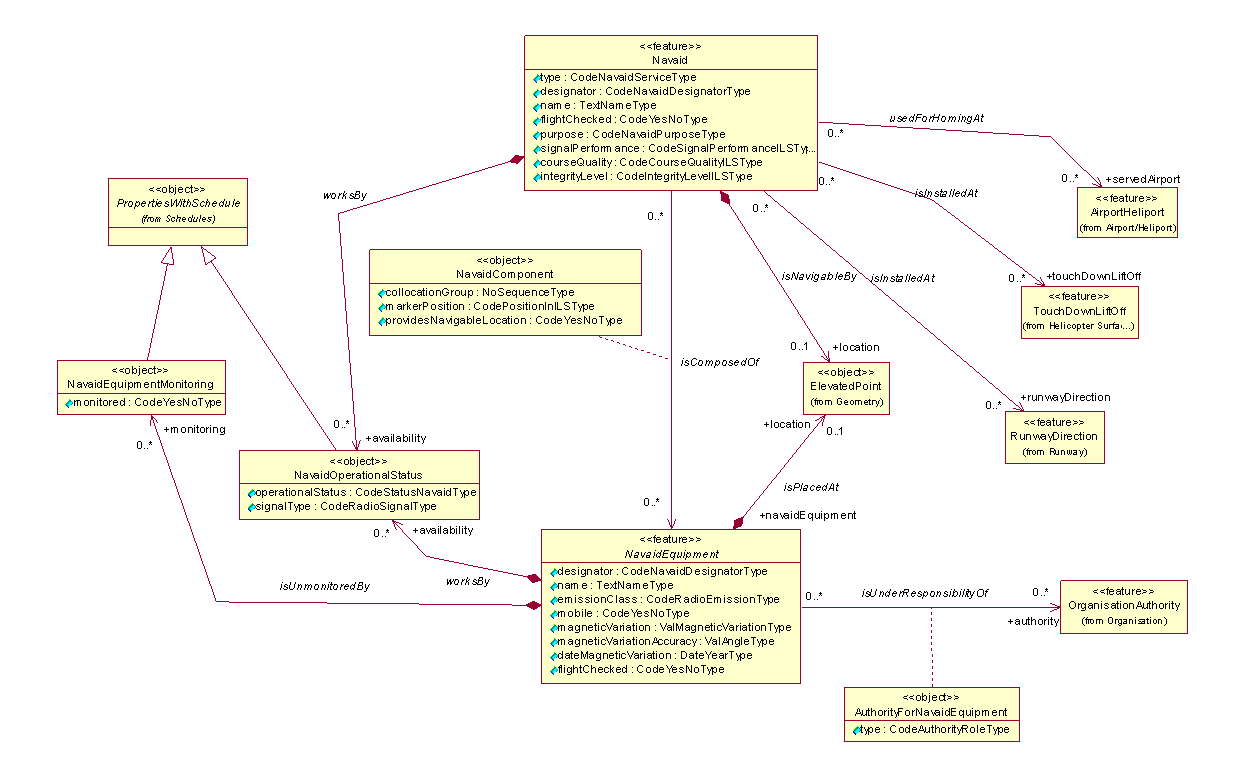 <<feature>>
Navaid
type : CodeNavaidServiceType
designator : CodeNavaidDesignatorType
name : TextNameType
flightChecked : CodeYesNoType
purpose : CodeNavaidPurposeType
signalPerformance : CodeSignalPerformanceILSTyp...
courseQuality : CodeCourseQualityILSType
integrityLevel : CodeIntegrityLevelILSType
usedForHomingAt
0..*
0..*
+servedAirport
<<feature>>
AirportHeliport
(from Airport/Heliport)
worksBy
0..*
isInstalledAt
<<object>>
PropertiesWithSchedule
(from Schedules)
0..*
0..*
<<object>>
NavaidComponent
collocationGroup : NoSequenceType
markerPosition : CodePositionInILSType
providesNavigableLocation : CodeYesNoType
isNavigableBy
isInstalledAt
0..*
+touchDownLiftOff
<<feature>>
TouchDownLiftOff
(from Helicopter Surfac...)
isComposedOf
0..1
+location
<<object>>
ElevatedPoint
(from Geometry)
<<object>>
NavaidEquipmentMonitoring
monitored : CodeYesNoType
0..*
+runwayDirection
<<feature>>
RunwayDirection
(from Runway)
0..*
+monitoring
0..*
+availability
+location
0..1
<<object>>
NavaidOperationalStatus
operationalStatus : CodeStatusNavaidType
signalType : CodeRadioSignalType
isPlacedAt
0..*
+navaidEquipment
0..*
+availability
<<feature>>
NavaidEquipment
designator : CodeNavaidDesignatorType
name : TextNameType
emissionClass : CodeRadioEmissionType
mobile : CodeYesNoType
magneticVariation : ValMagneticVariationType
magneticVariationAccuracy : ValAngleType
dateMagneticVariation : DateYearType
flightChecked : CodeYesNoType
isUnmonitoredBy
worksBy
0..*
isUnderResponsibilityOf
0..*
+authority
<<feature>>
OrganisationAuthority
(from Organisation)
<<object>>
AuthorityForNavaidEquipment
type : CodeAuthorityRoleType